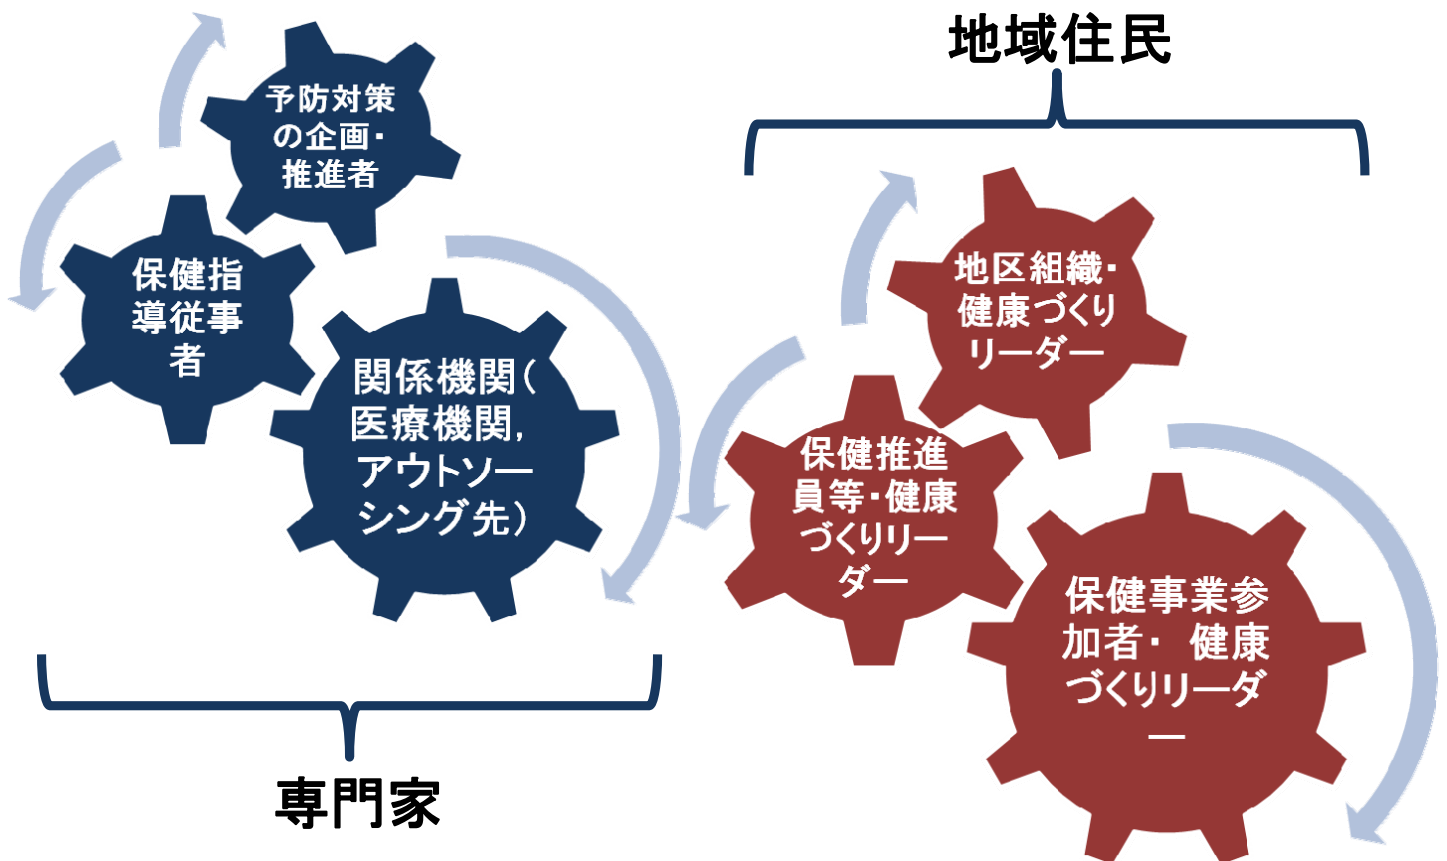 予防対策
の企画・
推進者
保健指
導従事
者
関係機関（
医療機関，
アウトソー
シング先）
専門家
地域住民
地区組織・
健康づくり
リーダー
保健推進
員等・健康
づくりリー
ダー
保健事業参
加者・ 健康
づくりリーダ
ー